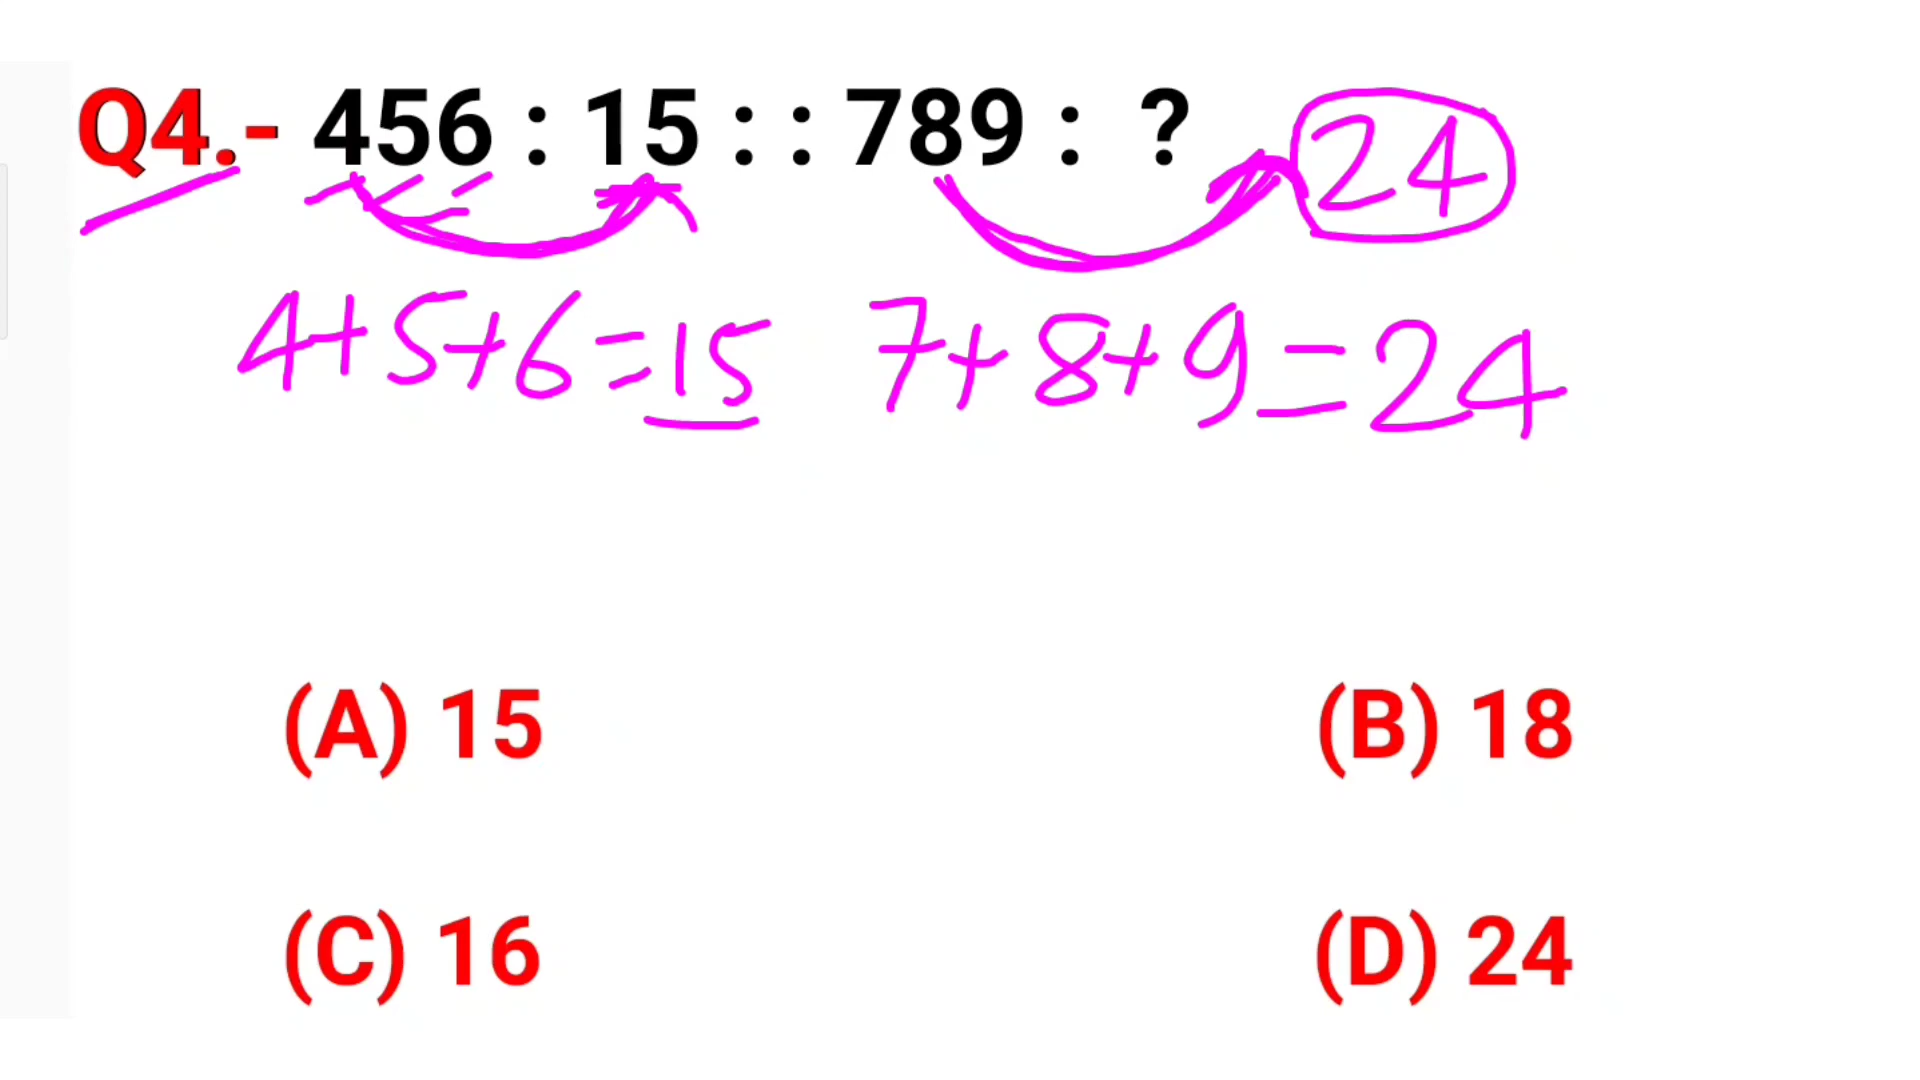 Q4.- 456 : 15 : : 789 : ? 24
4+5+6=15 7+8+9=24
(A) 15 (B) 18
(C) 16 (D) 24